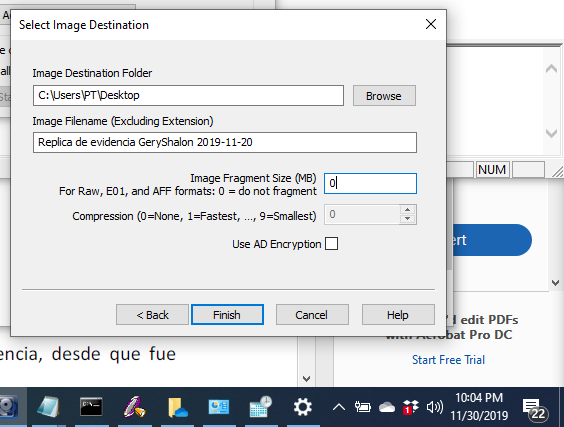 Select Image Destination
Image Destination Folder
C:\Users\PT\Desktop
Browse
Image Filename (Excluding Extension)
Replica de evidencia GeryShalon 2019-11-20
Image Fragment Size (MB)
For Raw, E01, and AFF formats: 0 = do not fragment
0
Compression (0=None, 1=Fastest, ..., 9=Smallest)
0
Use AD Encryption
< Back
Finish
Cancel
Help
NUM
ert
d edit PDFs
with Acrobat Pro DC
Start Free Trial
encia, desde que fue
10:04 PM
11/30/2019
22